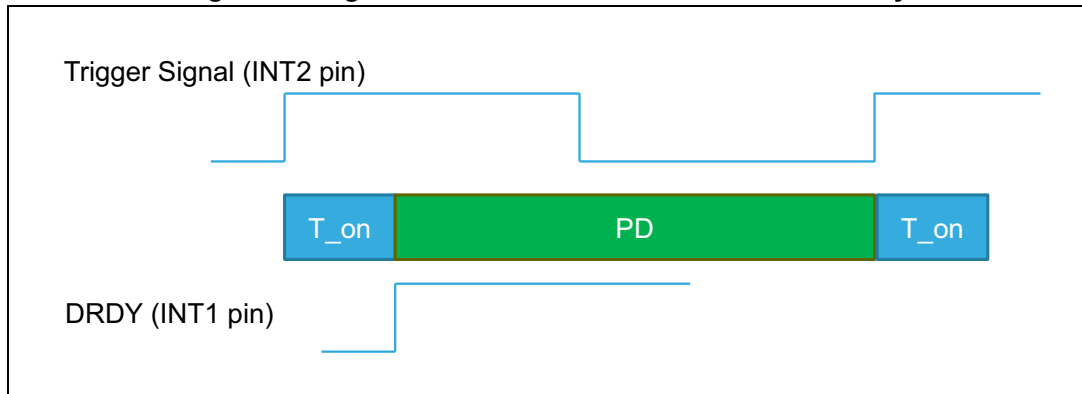 Trigger Signal (INT2 pin)
T_on PD T_on
DRDY (INT1 pin)